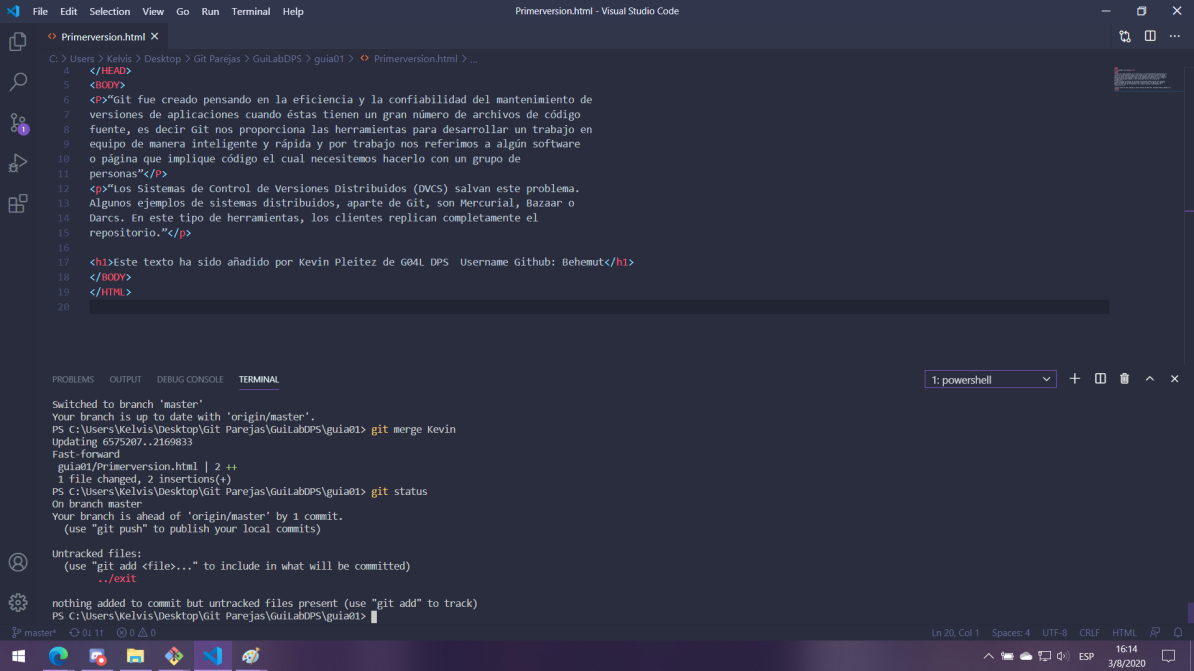 File Edit Selection View Go Run Terminal Help
Primerversion.html - Visual Studio Code
Primerversion.html
C: > Users > Kelvis > Desktop > Git Parejas > GuiLabDPS > guia01 > Primerversion.html > ...
4 </HEAD>
5 <BODY>
6 <P>“Git fue creado pensando en la eficiencia y la confiabilidad del mantenimiento de
7 versiones de aplicaciones cuando éstas tienen un gran número de archivos de código
8 fuente, es decir Git nos proporciona las herramientas para desarrollar un trabajo en
9 equipo de manera inteligente y rápida y por trabajo nos referimos a algún software
10 o página que implique código el cual necesitemos hacerlo con un grupo de
11 personas”</P>
12 <p>“Los Sistemas de Control de Versiones Distribuidos (DVCS) salvan este problema.
13 Algunos ejemplos de sistemas distribuidos, aparte de Git, son Mercurial, Bazaar o
14 Darcs. En este tipo de herramientas, los clientes replican completamente el
15 repositorio.”</p>
16
17 <h1>Este texto ha sido añadido por Kevin Pleitez de G04L DPS  Username Github: Behemut</h1>
18 </BODY>
19 </HTML>
20
1
PROBLEMS OUTPUT DEBUG CONSOLE TERMINAL
1: powershell
Switched to branch 'master'
Your branch is up to date with 'origin/master'.
PS C:\Users\Kelvis\Desktop\Git Parejas\GuiLabDPS\guia01> git merge Kevin
Updating 6575207..2169833
Fast-forward
guia01/Primerversion.html | 2 ++
1 file changed, 2 insertions(+)
PS C:\Users\Kelvis\Desktop\Git Parejas\GuiLabDPS\guia01> git status
On branch master
Your branch is ahead of 'origin/master' by 1 commit.
(use "git push" to publish your local commits)
Untracked files:
(use "git add <file>..." to include in what will be committed)
../exit
nothing added to commit but untracked files present (use "git add" to track)
PS C:\Users\Kelvis\Desktop\Git Parejas\GuiLabDPS\guia01>
master* 0↓ 1↑ 0 0
Ln 20, Col 1 Spaces: 4 UTF-8 CRLF HTML
ESP
16:14
3/8/2020